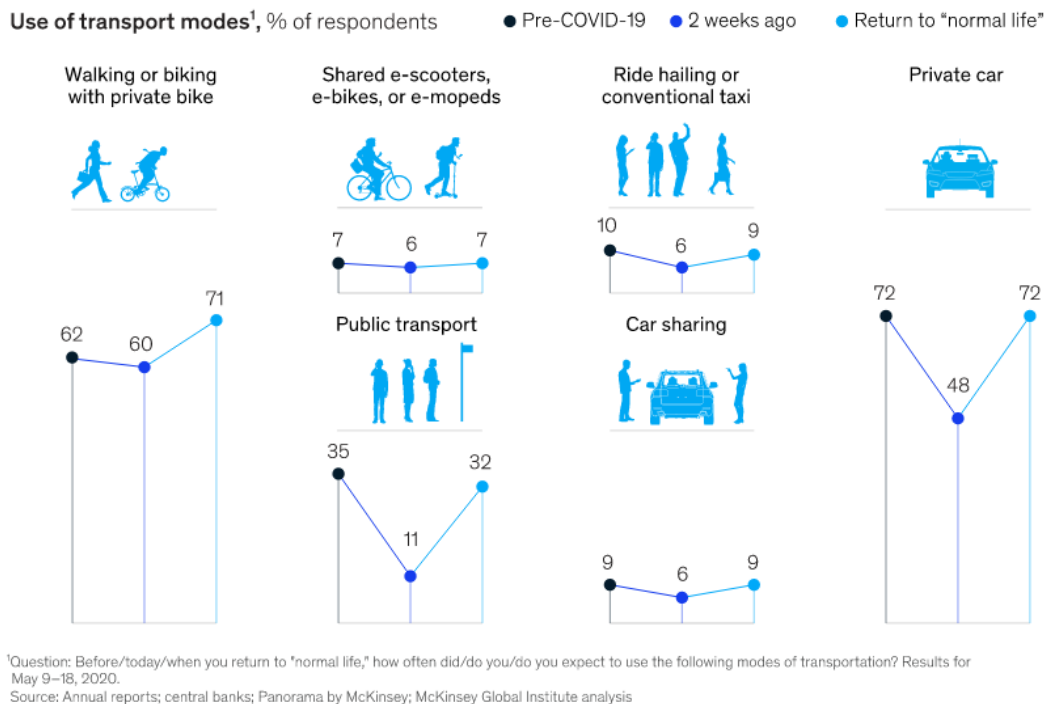 Use of transport modes¹, % of respondents
Pre-COVID-19
2 weeks ago
Return to “normal life”
Walking or biking
with private bike
62
60
71
Shared e-scooters,
e-bikes, or e-mopeds
7
6
7
Public transport
35
11
32
Ride hailing or
conventional taxi
10
6
9
Car sharing
9
6
9
Private car
72
48
72
¹Question: Before/today/when you return to "normal life," how often did/do you/do you expect to use the following modes of transportation? Results for
May 9–18, 2020.
Source: Annual reports; central banks; Panorama by McKinsey; McKinsey Global Institute analysis